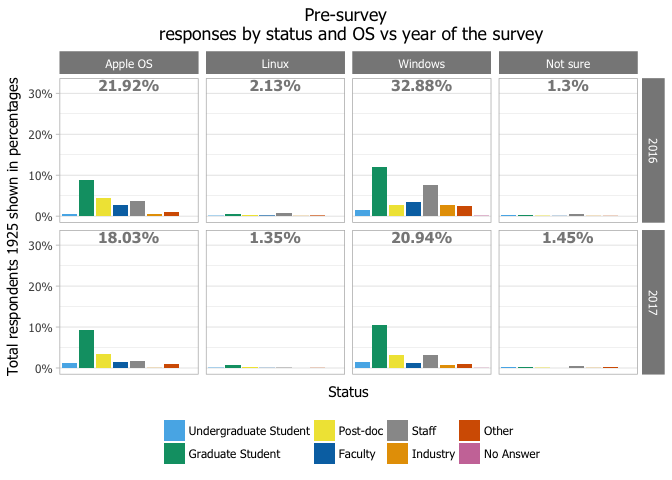 Pre-survey
responses by status and OS vs year of the survey
Apple OS
Linux
Windows
Not sure
Total respondents 1925 shown in percentages
30%
20%
10%
0%
21.92%
2.13%
32.88%
1.3%
2016
30%
20%
10%
0%
18.03%
1.35%
20.94%
1.45%
2017
Status
Undergraduate Student
Post-doc
Staff
Other
Graduate Student
Faculty
Industry
No Answer